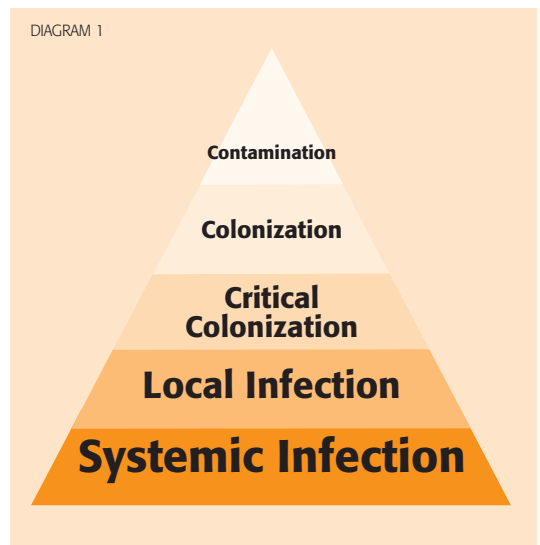 DIAGRAM 1
Contamination
Colonization
Critical
Colonization
Local Infection
Systemic Infection